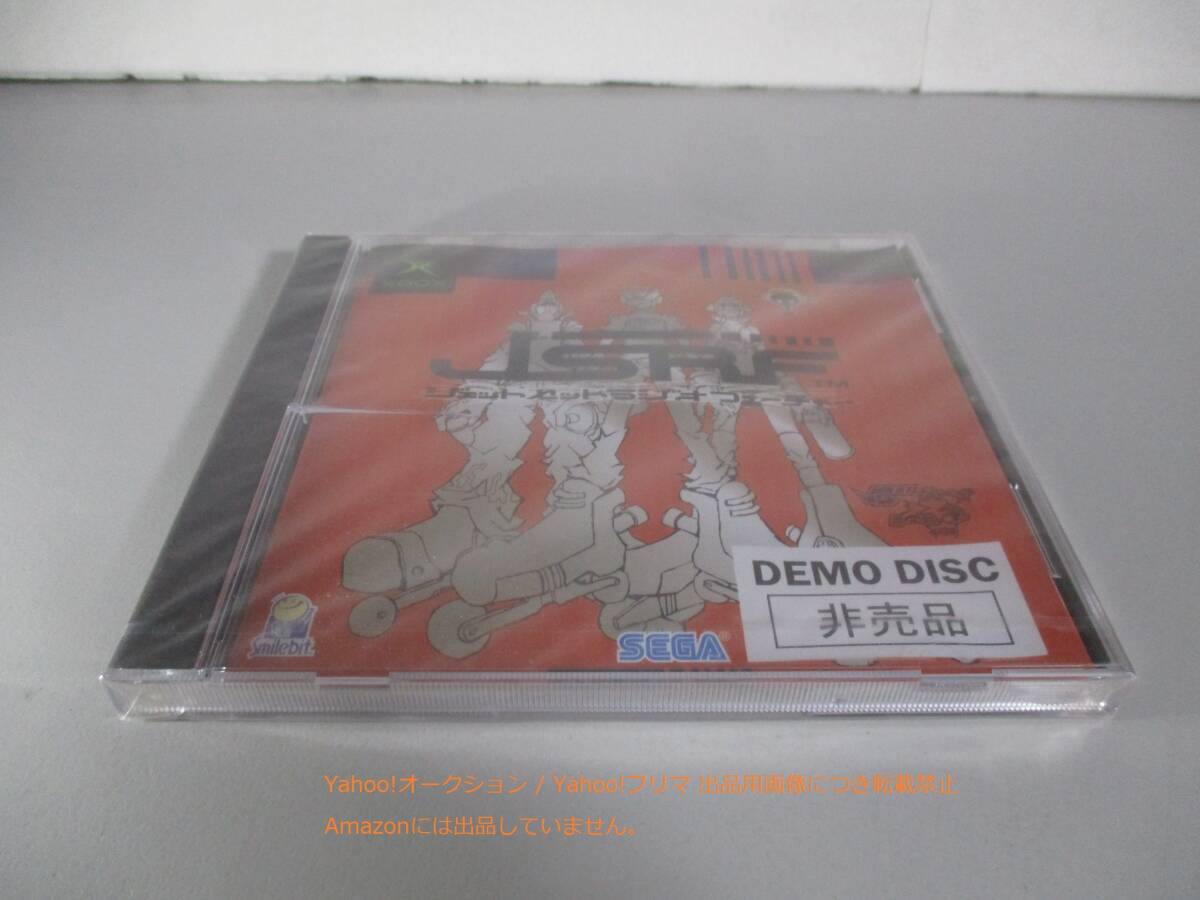 XBOX
JSRF™
ジェットセットラジオフューチャー
DEMO DISC
非売品
Smilebit
SEGA®
Yahoo!オークション / Yahoo!フリマ 出品用画像につき転載禁止
Amazonには出品していません。